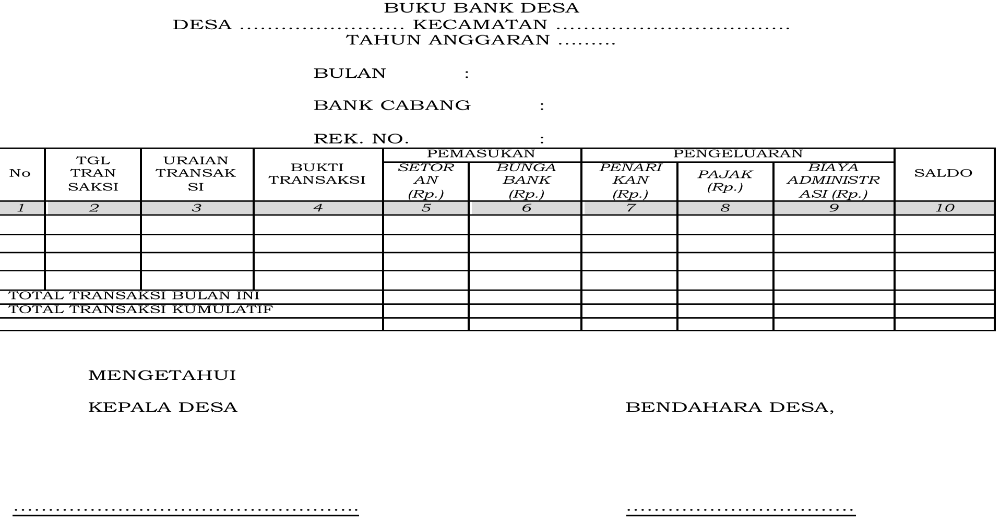 BUKU BANK DESA
DESA ........................ KECAMATAN ..................................
TAHUN ANGGARAN .........
BULAN :
BANK CABANG :
REK. NO. :
No
TGL
TRAN
SAKSI
URAIAN
TRANSAK
SI
BUKTI
TRANSAKSI
PEMASUKAN
PENGELUARAN
SALDO
SETOR
AN
(Rp.)
BUNGA
BANK
(Rp.)
PENARI
KAN
(Rp.)
PAJAK
(Rp.)
BIAYA
ADMINISTR
ASI (Rp.)
1 2 3 4 5 6 7 8 9 10
TOTAL TRANSAKSI BULAN INI
TOTAL TRANSAKSI KUMULATIF
MENGETAHUI
KEPALA DESA
BENDAHARA DESA,
..................................................
.................................